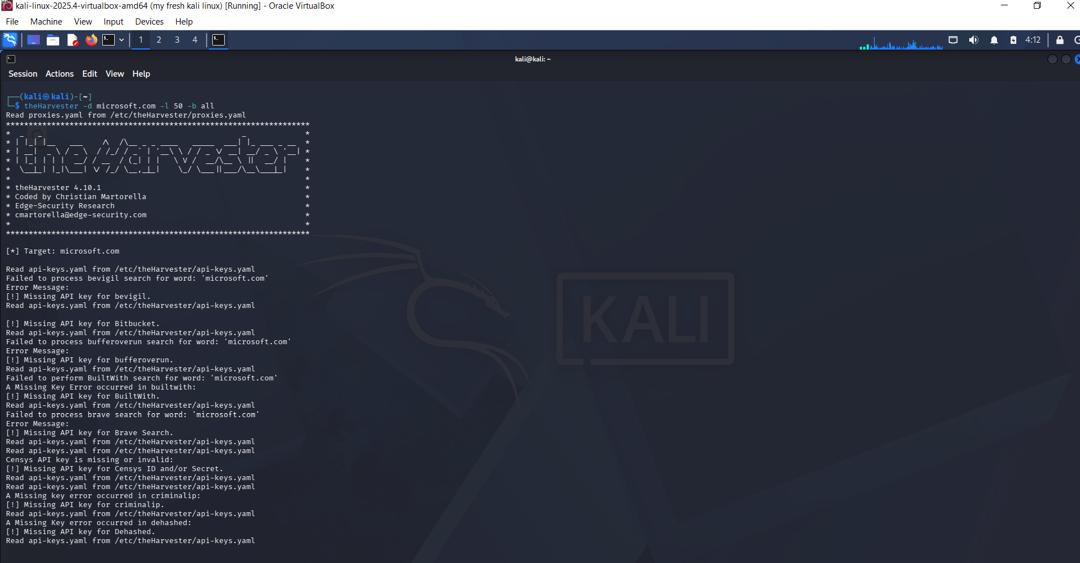 kali-linux-2025.4-virtualbox-amd64 (my fresh kali linux) [Running] - Oracle VirtualBox
File Machine View Input Devices Help
1 2 3 4 4:12
kali@kali: ~
Session Actions Edit View Help
┌──(kali㉿kali)-[~]
└─$ theHarvester -d microsoft.com -l 50 -b all
Read proxies.yaml from /etc/theHarvester/proxies.yaml
*******************************************************************
theHarvester
* theHarvester 4.10.1 *
* Coded by Christian Martorella *
* Edge-Security Research *
* cmartorella@edge-security.com *
* *
*******************************************************************
[*] Target: microsoft.com
Read api-keys.yaml from /etc/theHarvester/api-keys.yaml
Failed to process bevigil search for word: 'microsoft.com'
Error Message:
[!] Missing API key for bevigil.
Read api-keys.yaml from /etc/theHarvester/api-keys.yaml
[!] Missing API key for Bitbucket.
Read api-keys.yaml from /etc/theHarvester/api-keys.yaml
Failed to process bufferoverun search for word: 'microsoft.com'
Error Message:
[!] Missing API key for bufferoverun.
Read api-keys.yaml from /etc/theHarvester/api-keys.yaml
Failed to perform BuiltWith search for word: 'microsoft.com'
A Missing Key Error occurred in builtwith:
[!] Missing API key for BuiltWith.
Read api-keys.yaml from /etc/theHarvester/api-keys.yaml
Failed to process brave search for word: 'microsoft.com'
Error Message:
[!] Missing API key for Brave Search.
Read api-keys.yaml from /etc/theHarvester/api-keys.yaml
Read api-keys.yaml from /etc/theHarvester/api-keys.yaml
Censys API key is missing or invalid:
[!] Missing API key for Censys ID and/or Secret.
Read api-keys.yaml from /etc/theHarvester/api-keys.yaml
Read api-keys.yaml from /etc/theHarvester/api-keys.yaml
A Missing key error occurred in criminalip:
[!] Missing API key for criminalip.
Read api-keys.yaml from /etc/theHarvester/api-keys.yaml
A Missing Key error occurred in dehashed:
[!] Missing API key for Dehashed.
Read api-keys.yaml from /etc/theHarvester/api-keys.yaml
KALI